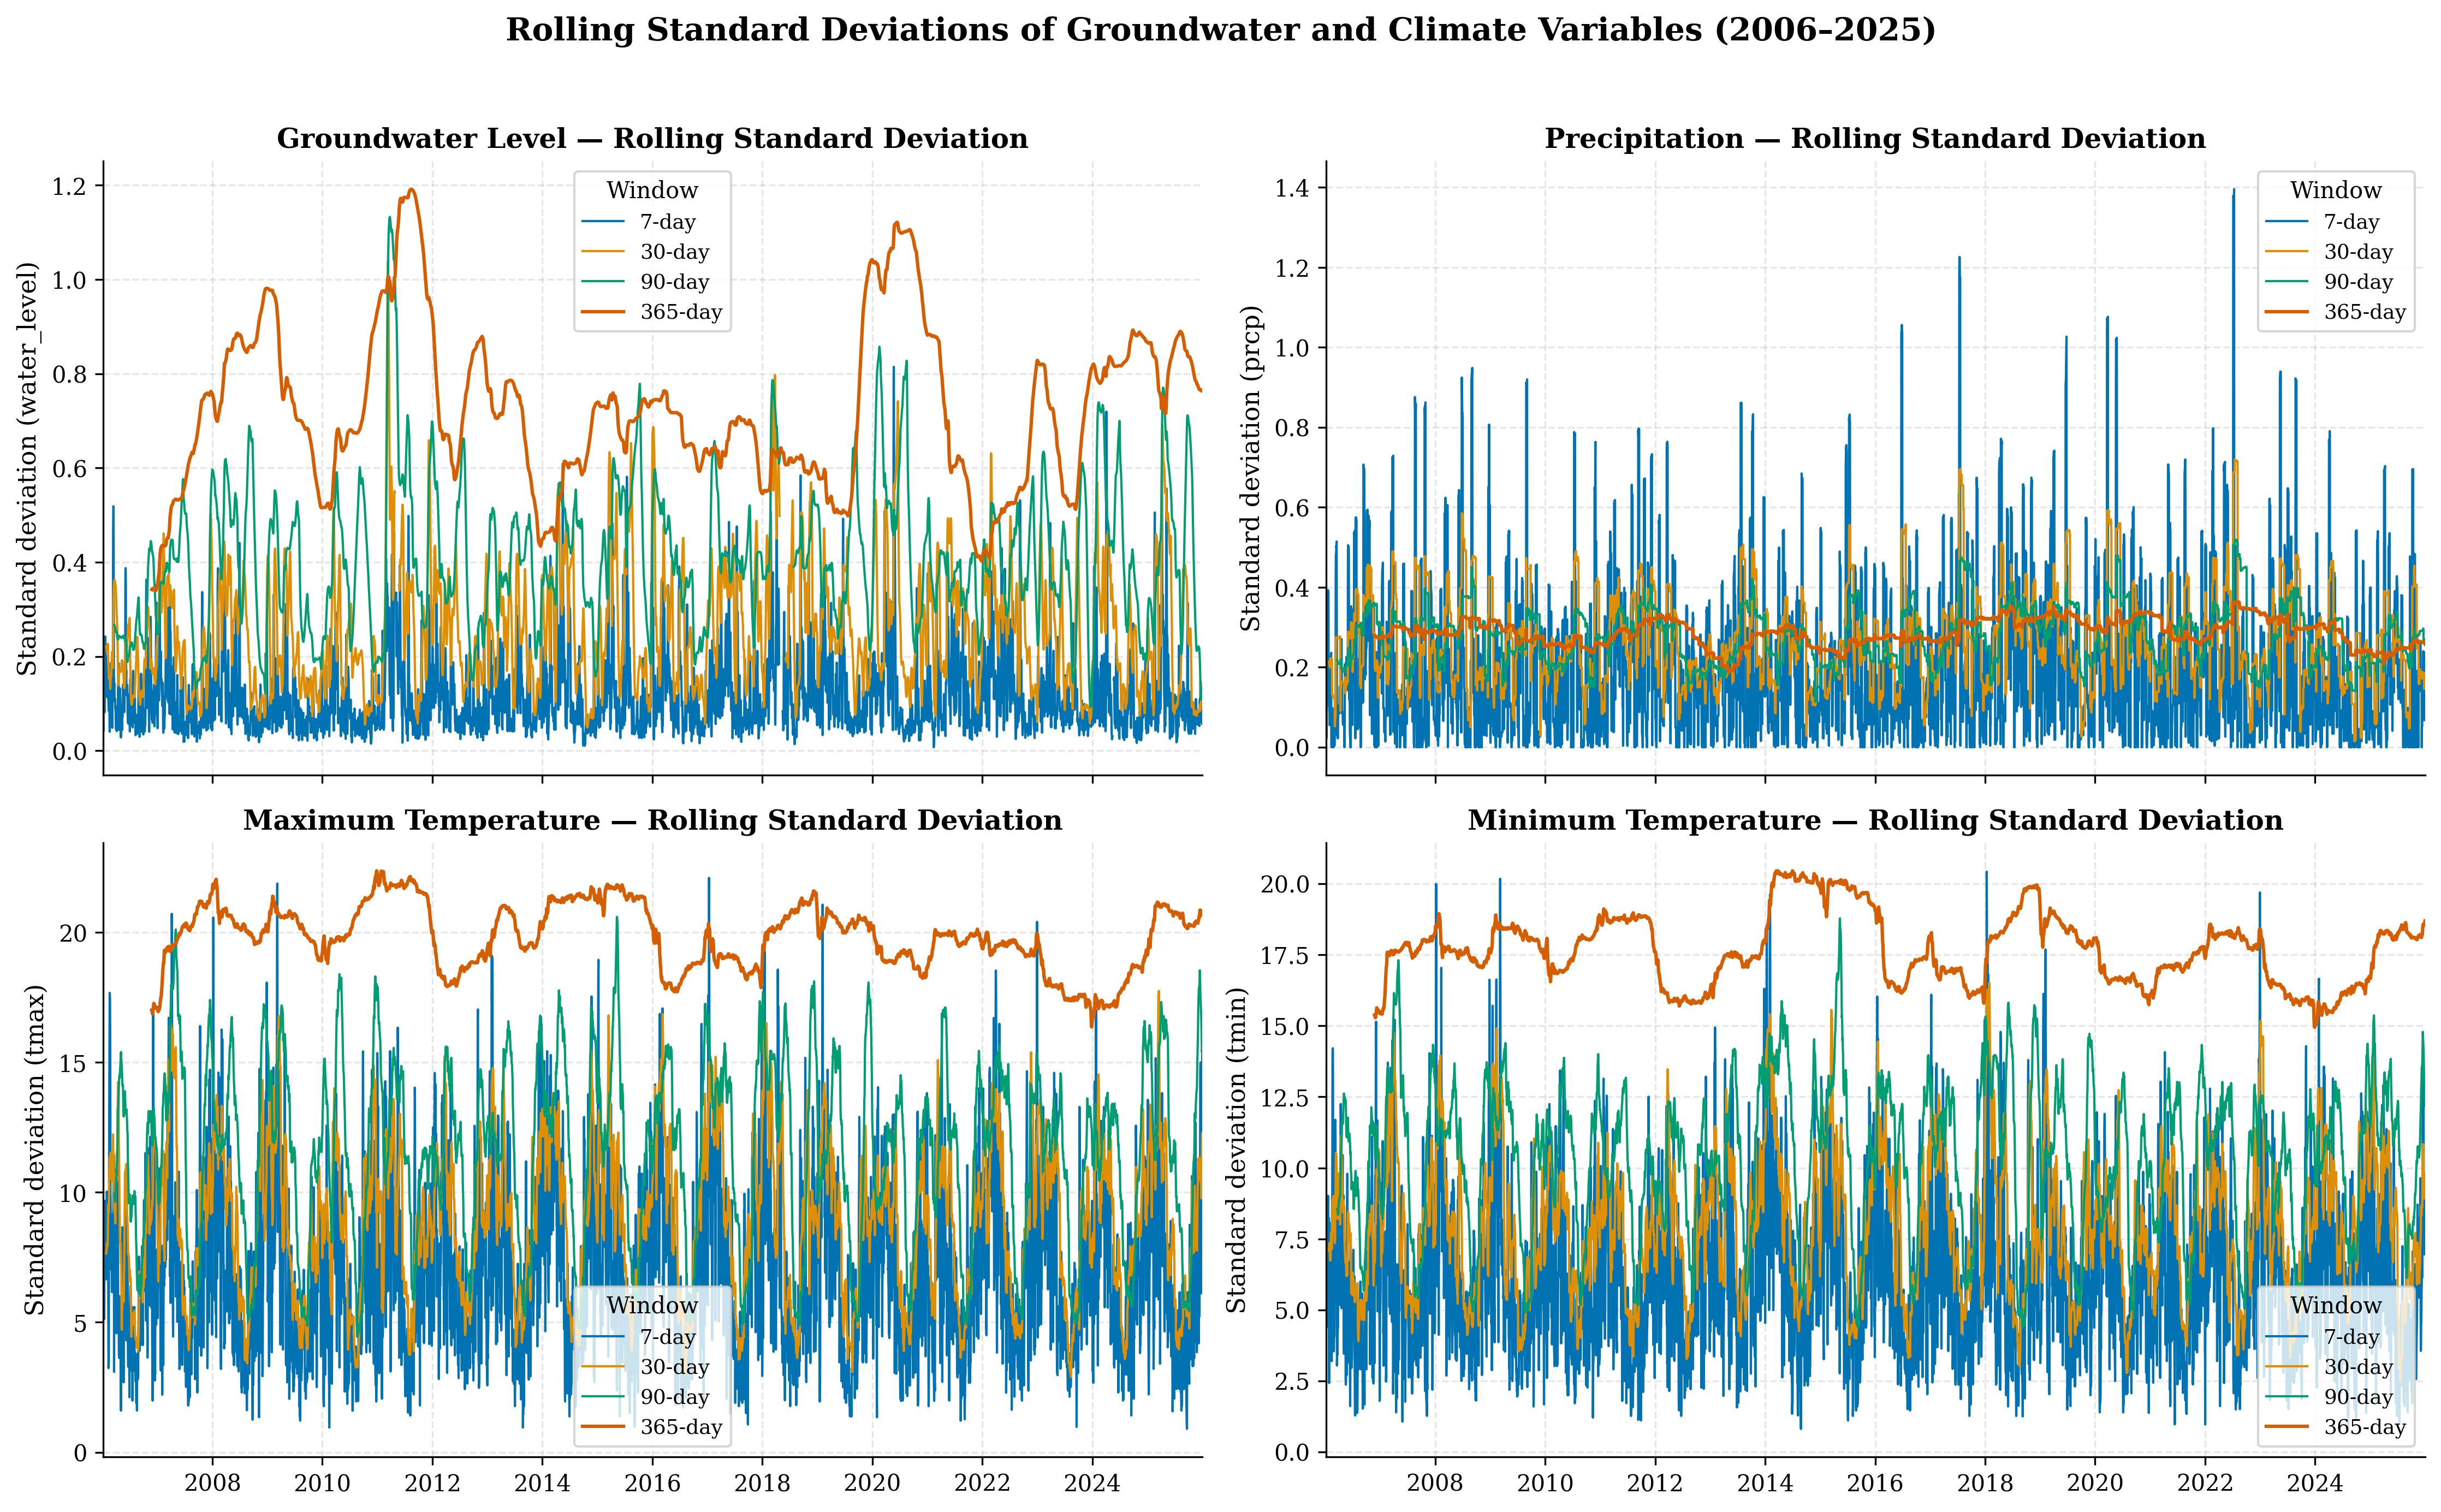 Rolling Standard Deviations of Groundwater and Climate Variables (2006–2025)
Groundwater Level — Rolling Standard Deviation
Standard deviation (water_level)
1.2
1.0
0.8
0.6
0.4
0.2
0.0
Window
7-day
30-day
90-day
365-day
Precipitation — Rolling Standard Deviation
Standard deviation (prcp)
1.4
1.2
1.0
0.8
0.6
0.4
0.2
0.0
Window
7-day
30-day
90-day
365-day
Maximum Temperature — Rolling Standard Deviation
Standard deviation (tmax)
20
15
10
5
0
Window
7-day
30-day
90-day
365-day
2008 2010 2012 2014 2016 2018 2020 2022 2024
Minimum Temperature — Rolling Standard Deviation
Standard deviation (tmin)
20.0
17.5
15.0
12.5
10.0
7.5
5.0
2.5
0.0
Window
7-day
30-day
90-day
365-day
2008 2010 2012 2014 2016 2018 2020 2022 2024